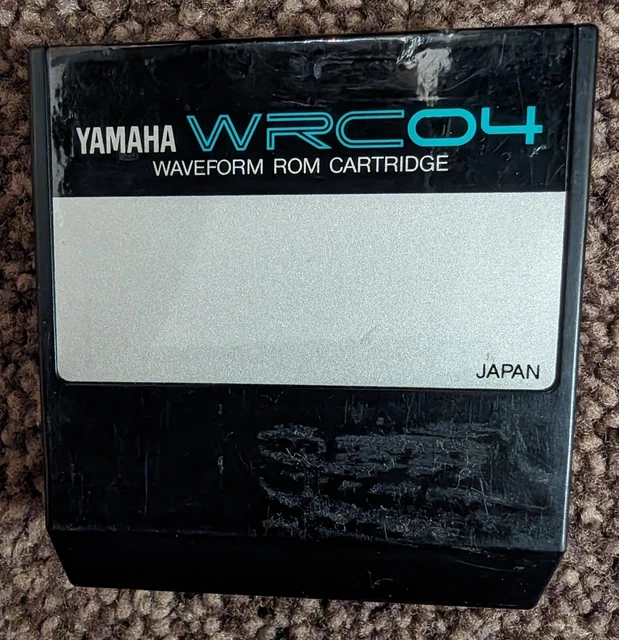 YAMAHA WRC04
WAVEFORM ROM CARTRIDGE
JAPAN